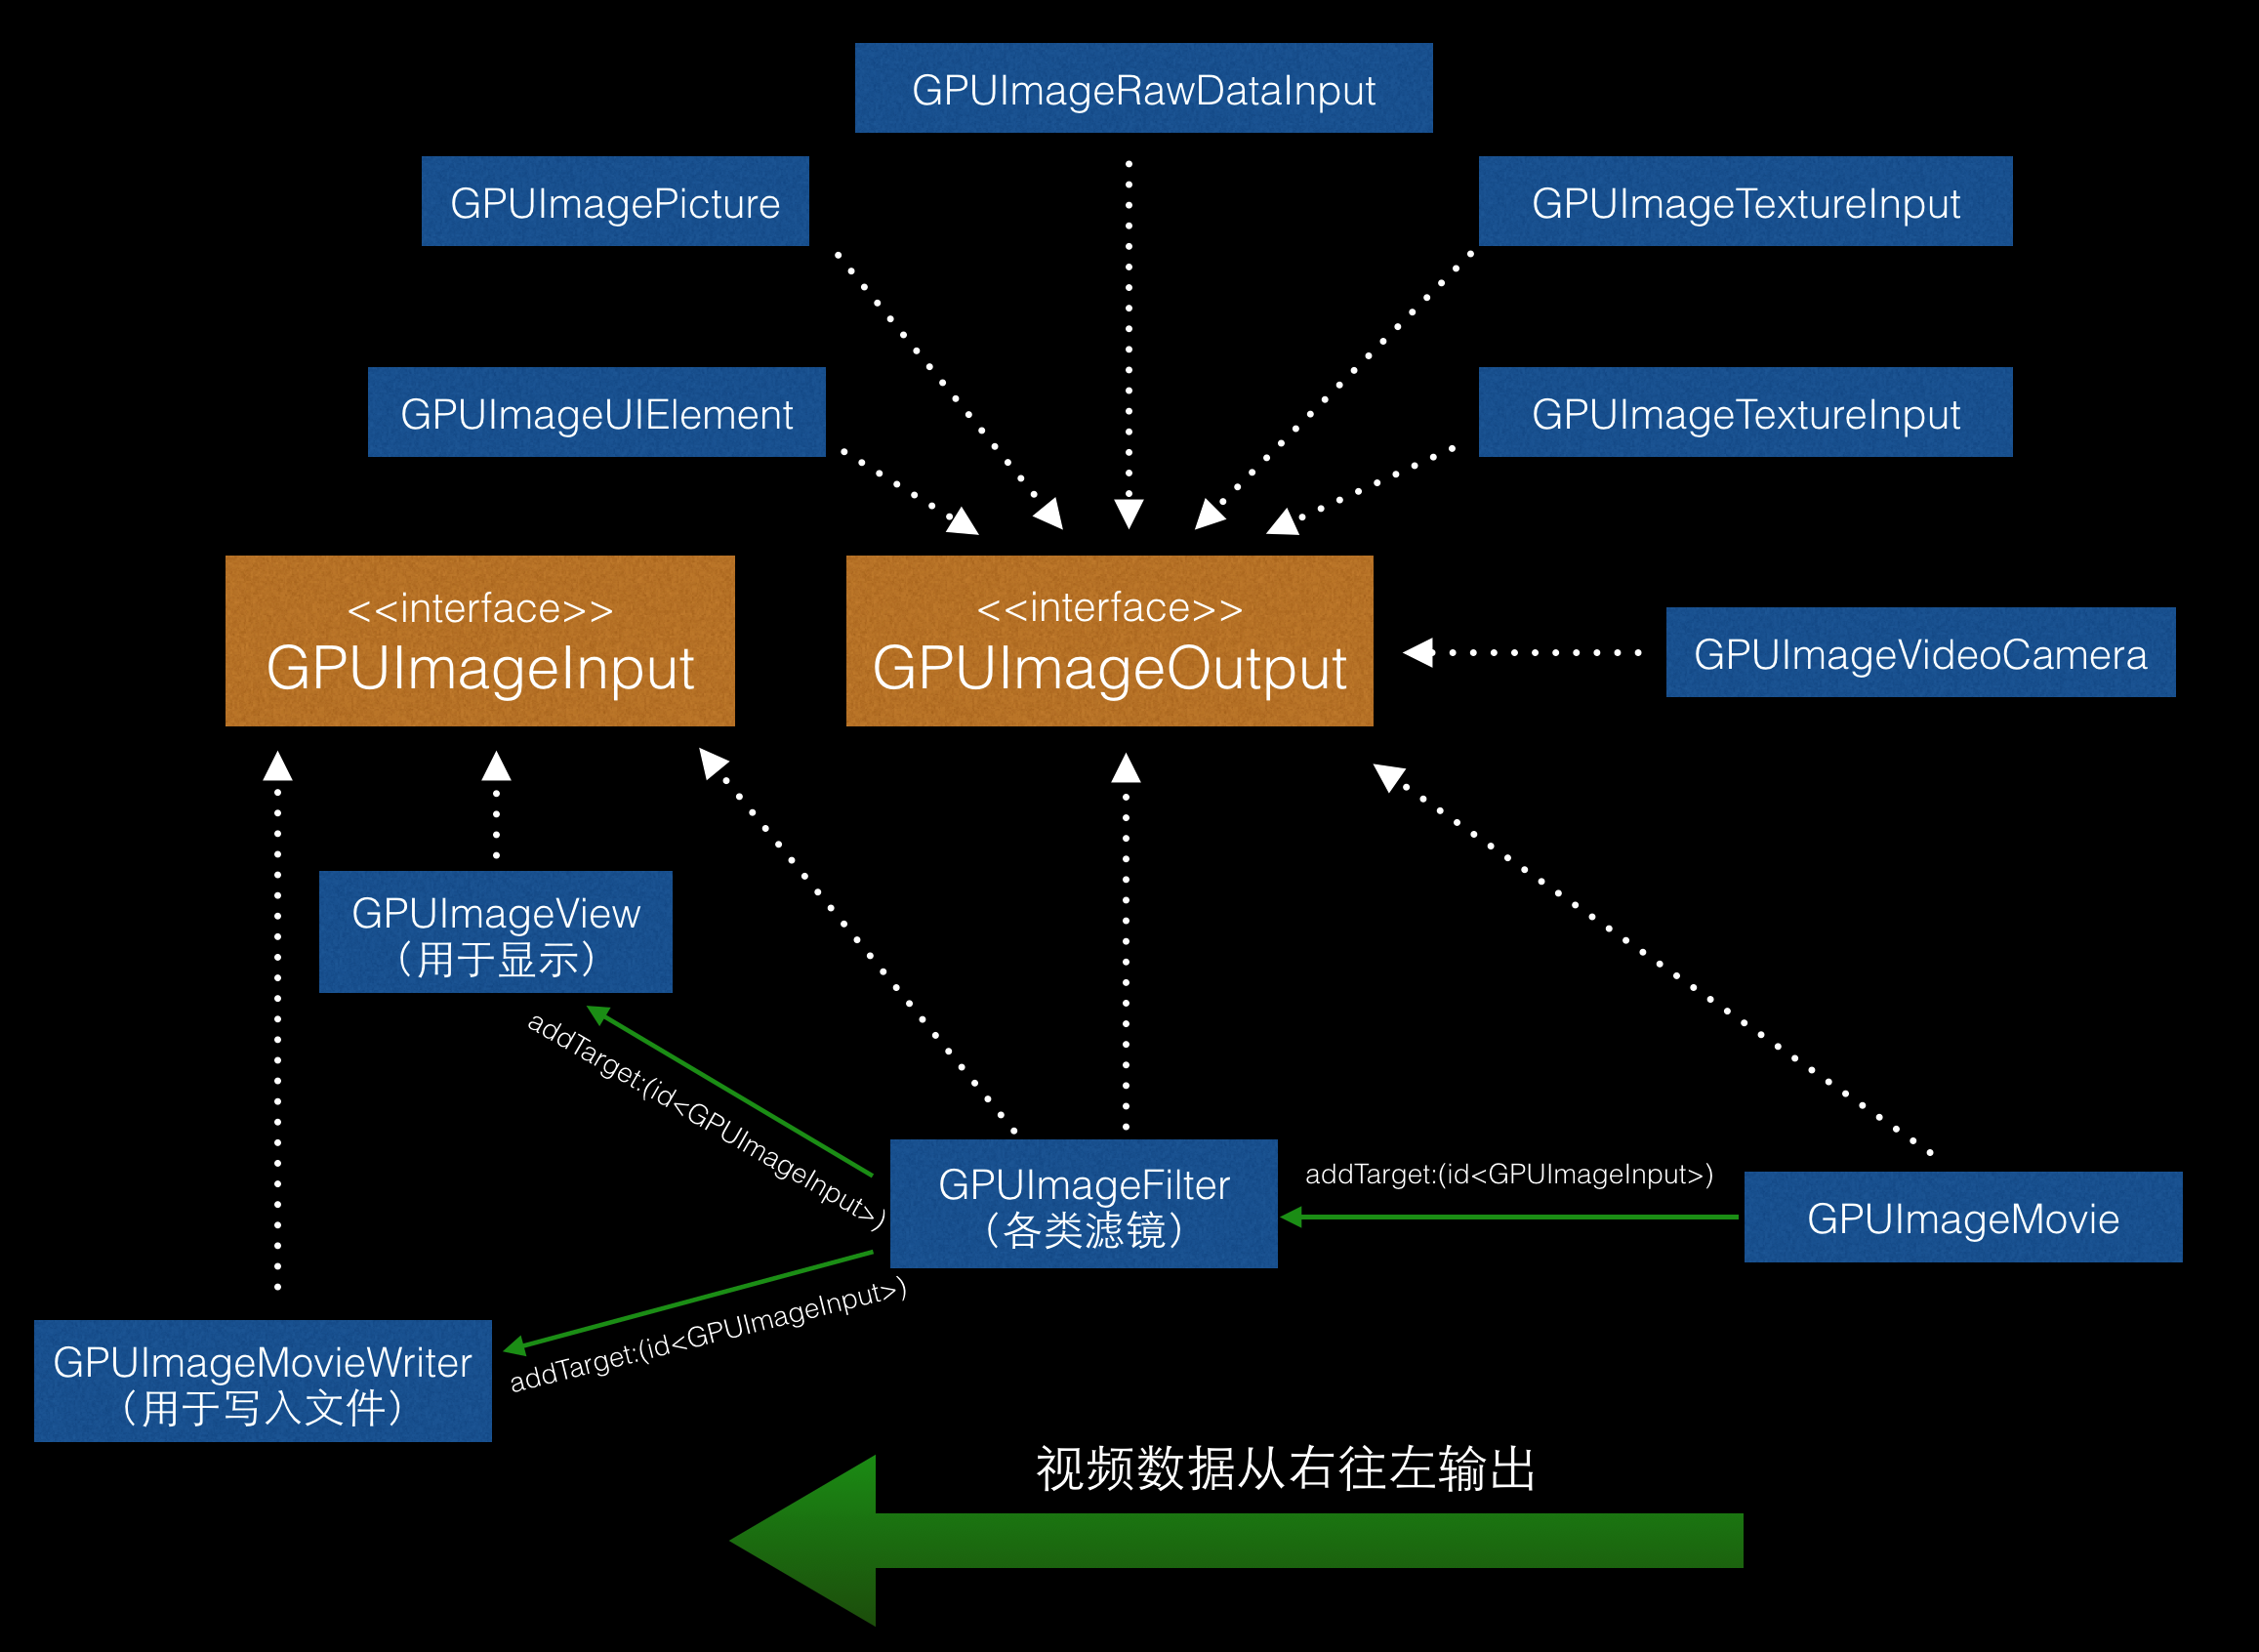 GPUImageRawDataInput
GPUImagePicture
GPUImageTextureInput
GPUImageUIElement
GPUImageTextureInput
<<interface>>
GPUImageInput
<<interface>>
GPUImageOutput
GPUImageVideoCamera
GPUImageView
（用于显示）
addTarget:(id<GPUImageInput>)
GPUImageFilter
（各类滤镜）
addTarget:(id<GPUImageInput>)
GPUImageMovie
addTarget:(id<GPUImageInput>)
GPUImageMovieWriter
（用于写入文件）
视频数据从右往左输出